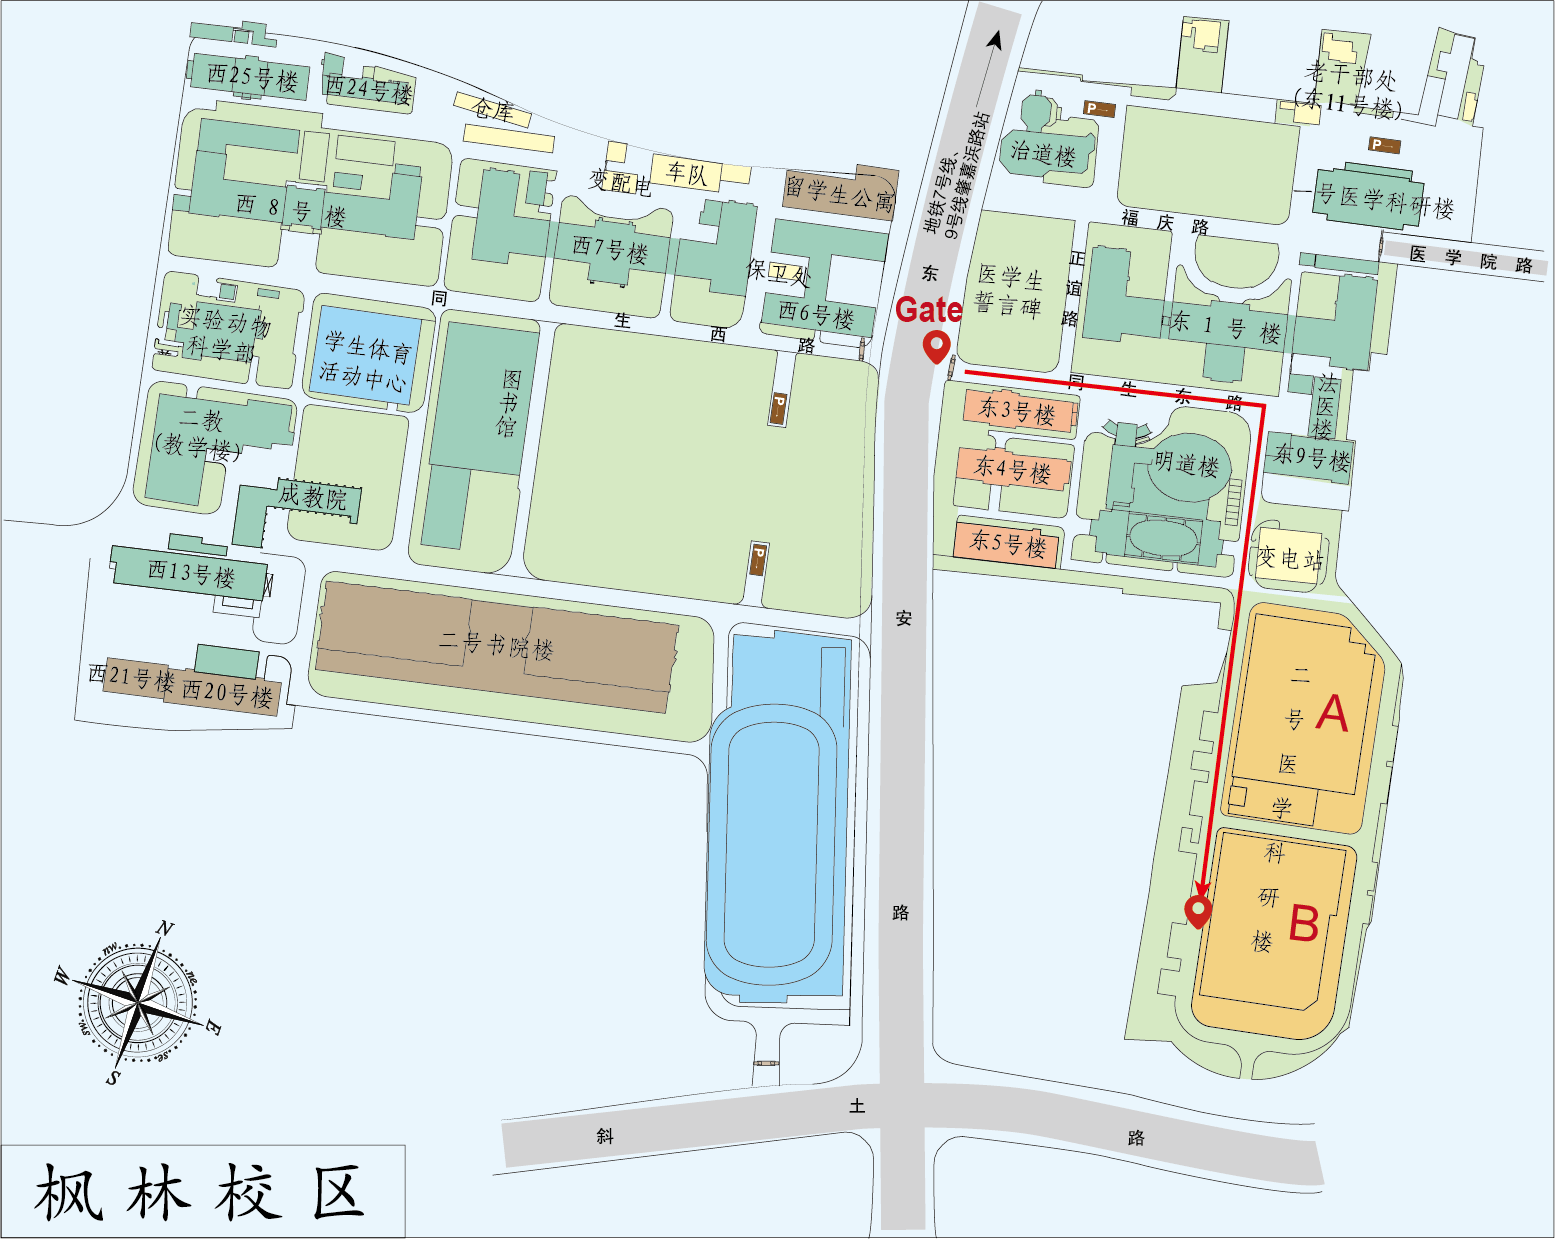 西25号楼
西24号楼
仓库
变配电
车队
留学生公寓
西 8 号 楼
西7号楼
保卫处
西6号楼
实验动物
科学部
学生体育
活动中心
图书馆
二教
(教学楼)
成教院
西13号楼
西21号楼
西20号楼
二号书院楼
同生西路
P
P
地铁7号线、
9号线肇嘉浜路站
东安路
Gate
治道楼
P
老干部处
(东11号楼)
P
号医学科研楼
福庆路
医学院路
正谊路
医学生
誓言碑
东 1 号 楼
同生东路
法医楼
东3号楼
东4号楼
东5号楼
明道楼
东9号楼
变电站
二号医学科研楼
A
B
斜土路
N
nw.
ne.
W
E
sw.
se.
S
枫林校区